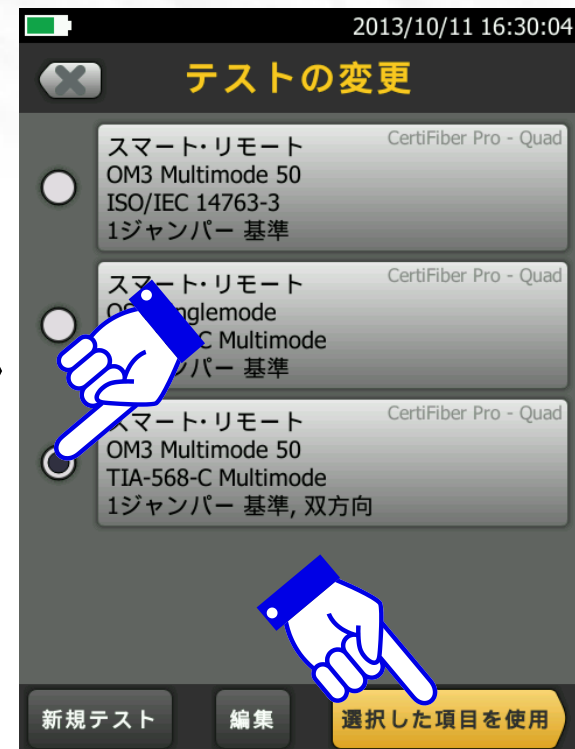 2013/10/11 16:30:04
テストの変更
スマート・リモート
CertiFiber Pro - Quad
OM3 Multimode 50
ISO/IEC 14763-3
1ジャンパー 基準
スマート・リモート
CertiFiber Pro - Quad
Multimode
基準
スマート・リモート
CertiFiber Pro - Quad
OM3 Multimode 50
TIA-568-C Multimode
1ジャンパー 基準, 双方向
新規テスト
編集
選択した項目を使用